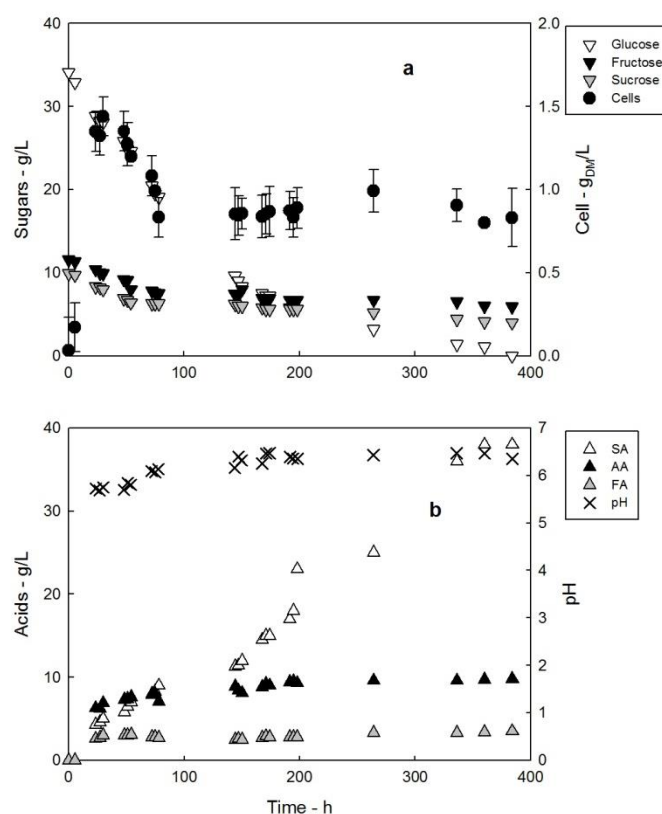 40
30
20
10
0
Sugars - g/L
a
0 100 200 300 400
2.0
1.5
1.0
0.5
0.0
Cell - gDM/L
Glucose
Fructose
Sucrose
Cells
40
30
20
10
0
Acids - g/L
b
7
6
5
4
3
2
1
0
pH
SA
AA
FA
pH
0 100 200 300 400
Time - h